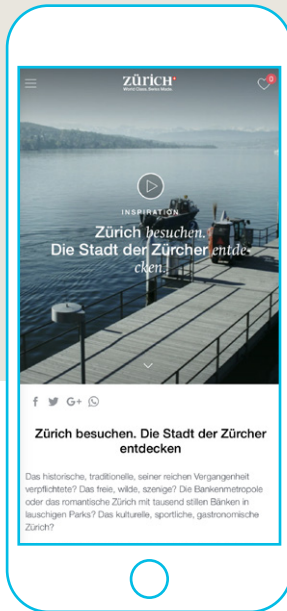 ZÜRICH
World Class. Swiss Made.
0
INSPIRATION
Zürich besuchen.
Die Stadt der Zürcher entde-
cken.
f G+
Zürich besuchen. Die Stadt der Zürcher
entdecken
Das historische, traditionelle, seiner reichen Vergangenheit
verpflichtete? Das freie, wilde, szenige? Die Bankenmetropole
oder das romantische Zürich mit tausend stillen Bänken in
lauschigen Parks? Das kulturelle, sportliche, gastronomische
Zürich?